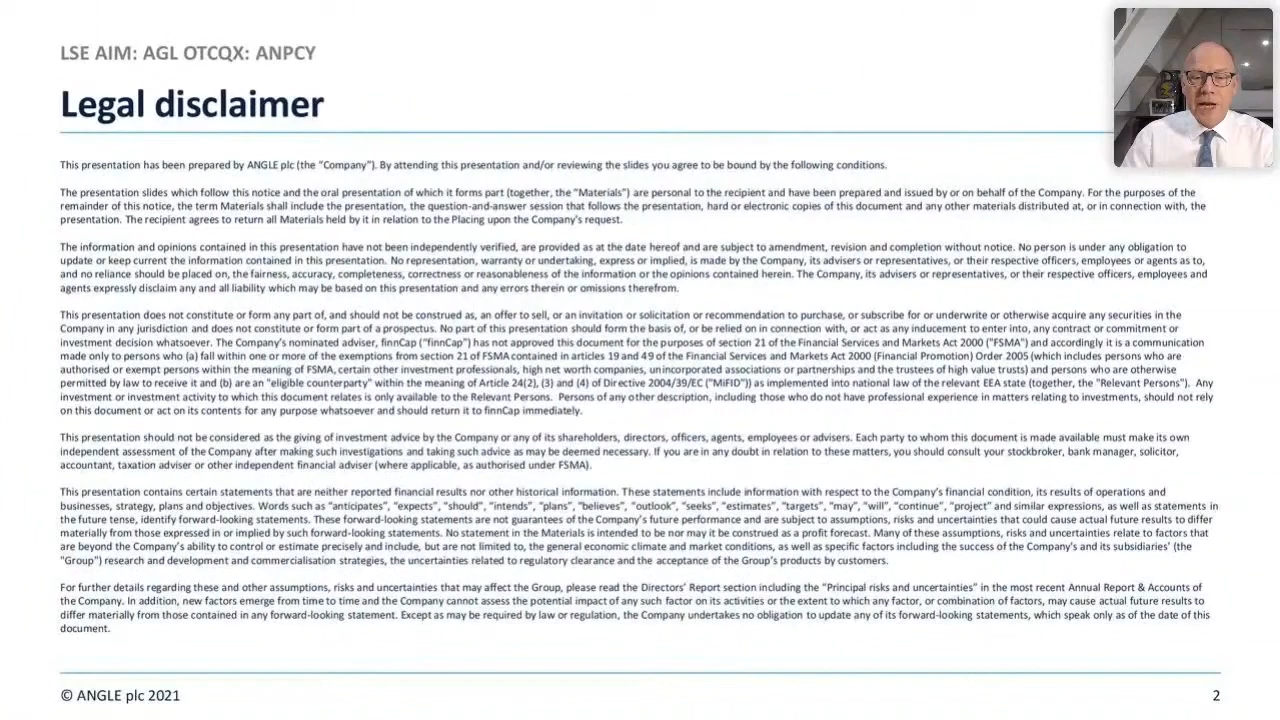 LSE AIM: AGL OTCQX: ANPCY
Legal disclaimer
This presentation has been prepared by ANGLE plc (the “Company”). By attending this presentation and/or reviewing the slides you agree to be bound by the following conditions.
The presentation slides which follow this notice and the oral presentation of which it forms part (together, the “Materials”) are personal to the recipient and have been prepared and issued by or on behalf of the Company. For the purposes of
the remainder of this notice, the term Materials shall include the presentation, the question-and-answer session that follows the presentation, hard or electronic copies of this document and any other materials distributed at, or in connection with, the
presentation. The recipient agrees to return all Materials held by it in relation to the Placing upon the Company’s request.
The information and opinions contained in this presentation have not been independently verified, are provided as at the date hereof and are subject to amendment, revision and completion without notice. No person is under any obligation to
update or keep current the information contained in this presentation. No representation, warranty or undertaking, express or implied, is made by the Company, its advisers or representatives, or their respective officers, employees or agents as to,
and no reliance should be placed on, the fairness, accuracy, completeness, correctness or reasonableness of the information or the opinions contained herein. The Company, its advisers or representatives, or their respective officers, employees and
agents expressly disclaim any and all liability which may be based on this presentation and any errors therein or omissions therefrom.
This presentation does not constitute or form any part of, and should not be construed as, an offer to sell, or an invitation or solicitation or recommendation to purchase, or subscribe for or underwrite or otherwise acquire any securities in the
Company in any jurisdiction and does not constitute or form part of a prospectus. No part of this presentation should form the basis of, or be relied on in connection with, or act as any inducement to enter into, any contract or commitment or
investment decision whatsoever. The Company’s nominated adviser, finnCap (“finnCap”) has not approved this document for the purposes of section 21 of the Financial Services and Markets Act 2000 (“FSMA”) and accordingly it is a communication
made only to persons who (a) fall within one or more of the exemptions from section 21 of FSMA contained in articles 19 and 49 of the Financial Services and Markets Act 2000 (Financial Promotion) Order 2005 (which includes persons who are
authorised or exempt persons within the meaning of FSMA, certain other investment professionals, high net worth companies, unincorporated associations or partnerships and the trustees of high value trusts) and persons who are otherwise
permitted by law to receive it and (b) are an “eligible counterparty” within the meaning of Article 24(2), (3) and (4) of Directive 2004/39/EC (“MiFID”)) as implemented into national law of the relevant EEA state (together, the “Relevant Persons”). Any
investment or investment activity to which this document relates is only available to the Relevant Persons. Persons of any other description, including those who do not have professional experience in matters relating to investments, should not rely
on this document or act on its contents for any purpose whatsoever and should return it to finnCap immediately.
This presentation should not be considered as the giving of investment advice by the Company or any of its shareholders, directors, officers, agents, employees or advisers. Each party to whom this document is made available must make its own
independent assessment of the Company after making such investigations and taking such advice as may be deemed necessary. If you are in any doubt in relation to these matters, you should consult your stockbroker, bank manager, solicitor,
accountant, taxation adviser or other independent financial adviser (where applicable, as authorised under FSMA).
This presentation contains certain statements that are neither reported financial results nor other historical information. These statements include information with respect to the Company’s financial condition, its results of operations and
businesses, strategy, plans and objectives. Words such as “anticipates”, “expects”, “should”, “intends”, “plans”, “believes”, “outlook”, “seeks”, “estimates”, “targets”, “may”, “will”, “continue”, “project” and similar expressions, as well as statements in
the future tense, identify forward-looking statements. These forward-looking statements are not guarantees of the Company’s future performance and are subject to assumptions, risks and uncertainties that could cause actual future results to differ
materially from those expressed in or implied by such forward-looking statements. No statement in the Materials is intended to be nor may it be construed as a profit forecast. Many of these assumptions, risks and uncertainties relate to factors that
are beyond the Company’s ability to control or estimate precisely and include, but are not limited to, the general economic climate and market conditions, as well as specific factors including the success of the Company’s and its subsidiaries’ (the
“Group”) research and development and commercialisation strategies, the uncertainties related to regulatory clearance and the acceptance of the Group’s products by customers.
For further details regarding these and other assumptions, risks and uncertainties that may affect the Group, please read the Directors’ Report section including the “Principal risks and uncertainties” in the most recent Annual Report & Accounts of
the Company. In addition, new factors emerge from time to time and the Company cannot assess the potential impact of any such factor on its activities or the extent to which any factor, or combination of factors, may cause actual future results to
differ materially from those contained in any forward-looking statement. Except as may be required by law or regulation, the Company undertakes no obligation to update any of its forward-looking statements, which speak only as of the date of this
document.
© ANGLE plc 2021
2